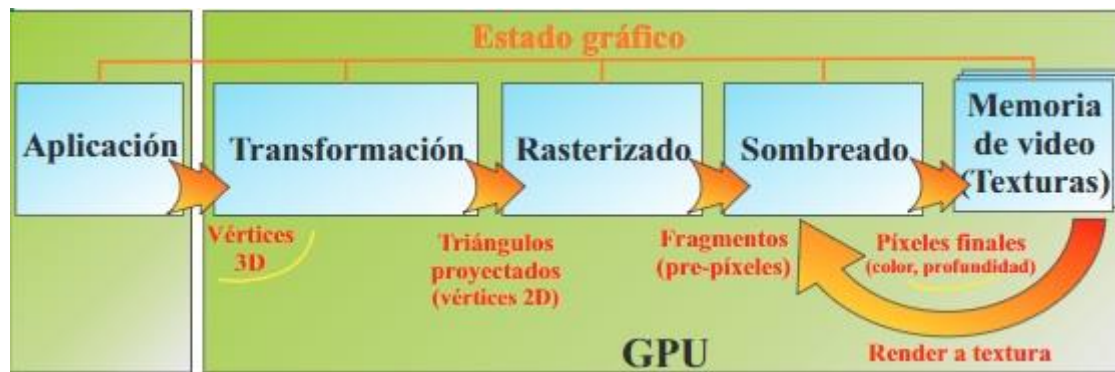 Estado gráfico
Aplicación
Transformación
Rasterizado
Sombreado
Memoria
de video
(Texturas)
Vértices
3D
Triángulos
proyectados
(vértices 2D)
Fragmentos
(pre-píxeles)
Píxeles finales
(color, profundidad)
Render a textura
GPU